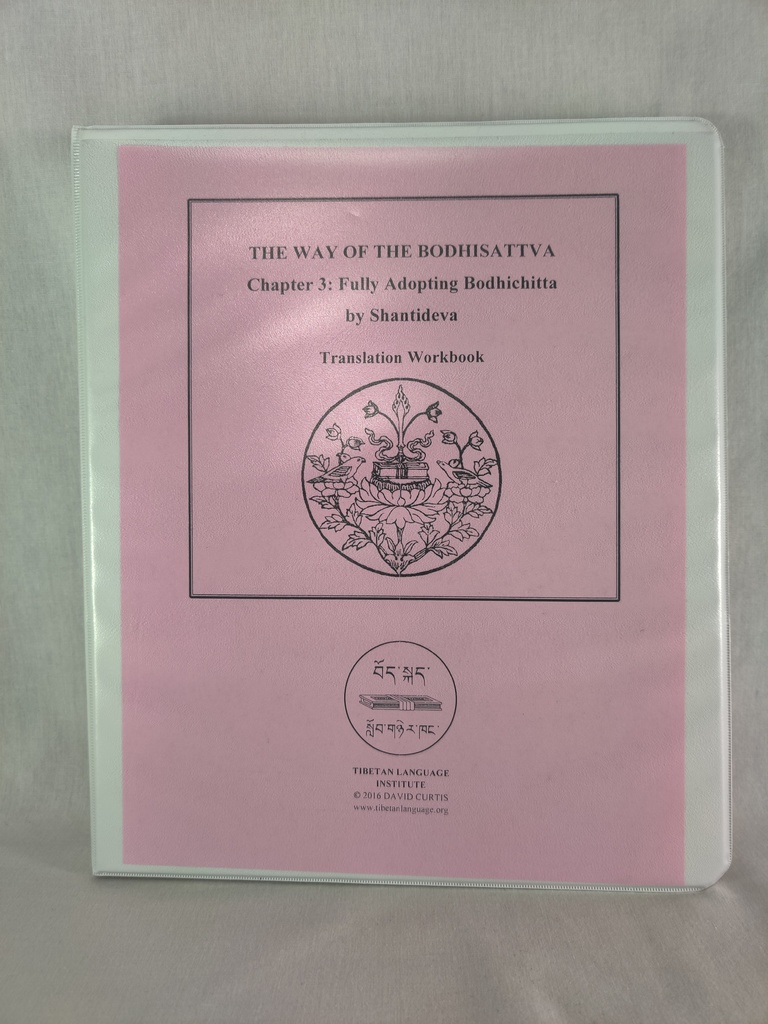 THE WAY OF THE BODHISATTVA
Chapter 3: Fully Adopting Bodhichitta
by Shantideva
Translation Workbook
བོད་སྐད་
སློབ་གཉེར་ཁང་
TIBETAN LANGUAGE
INSTITUTE
© 2016 DAVID CURTIS
www.tibetanlanguage.org